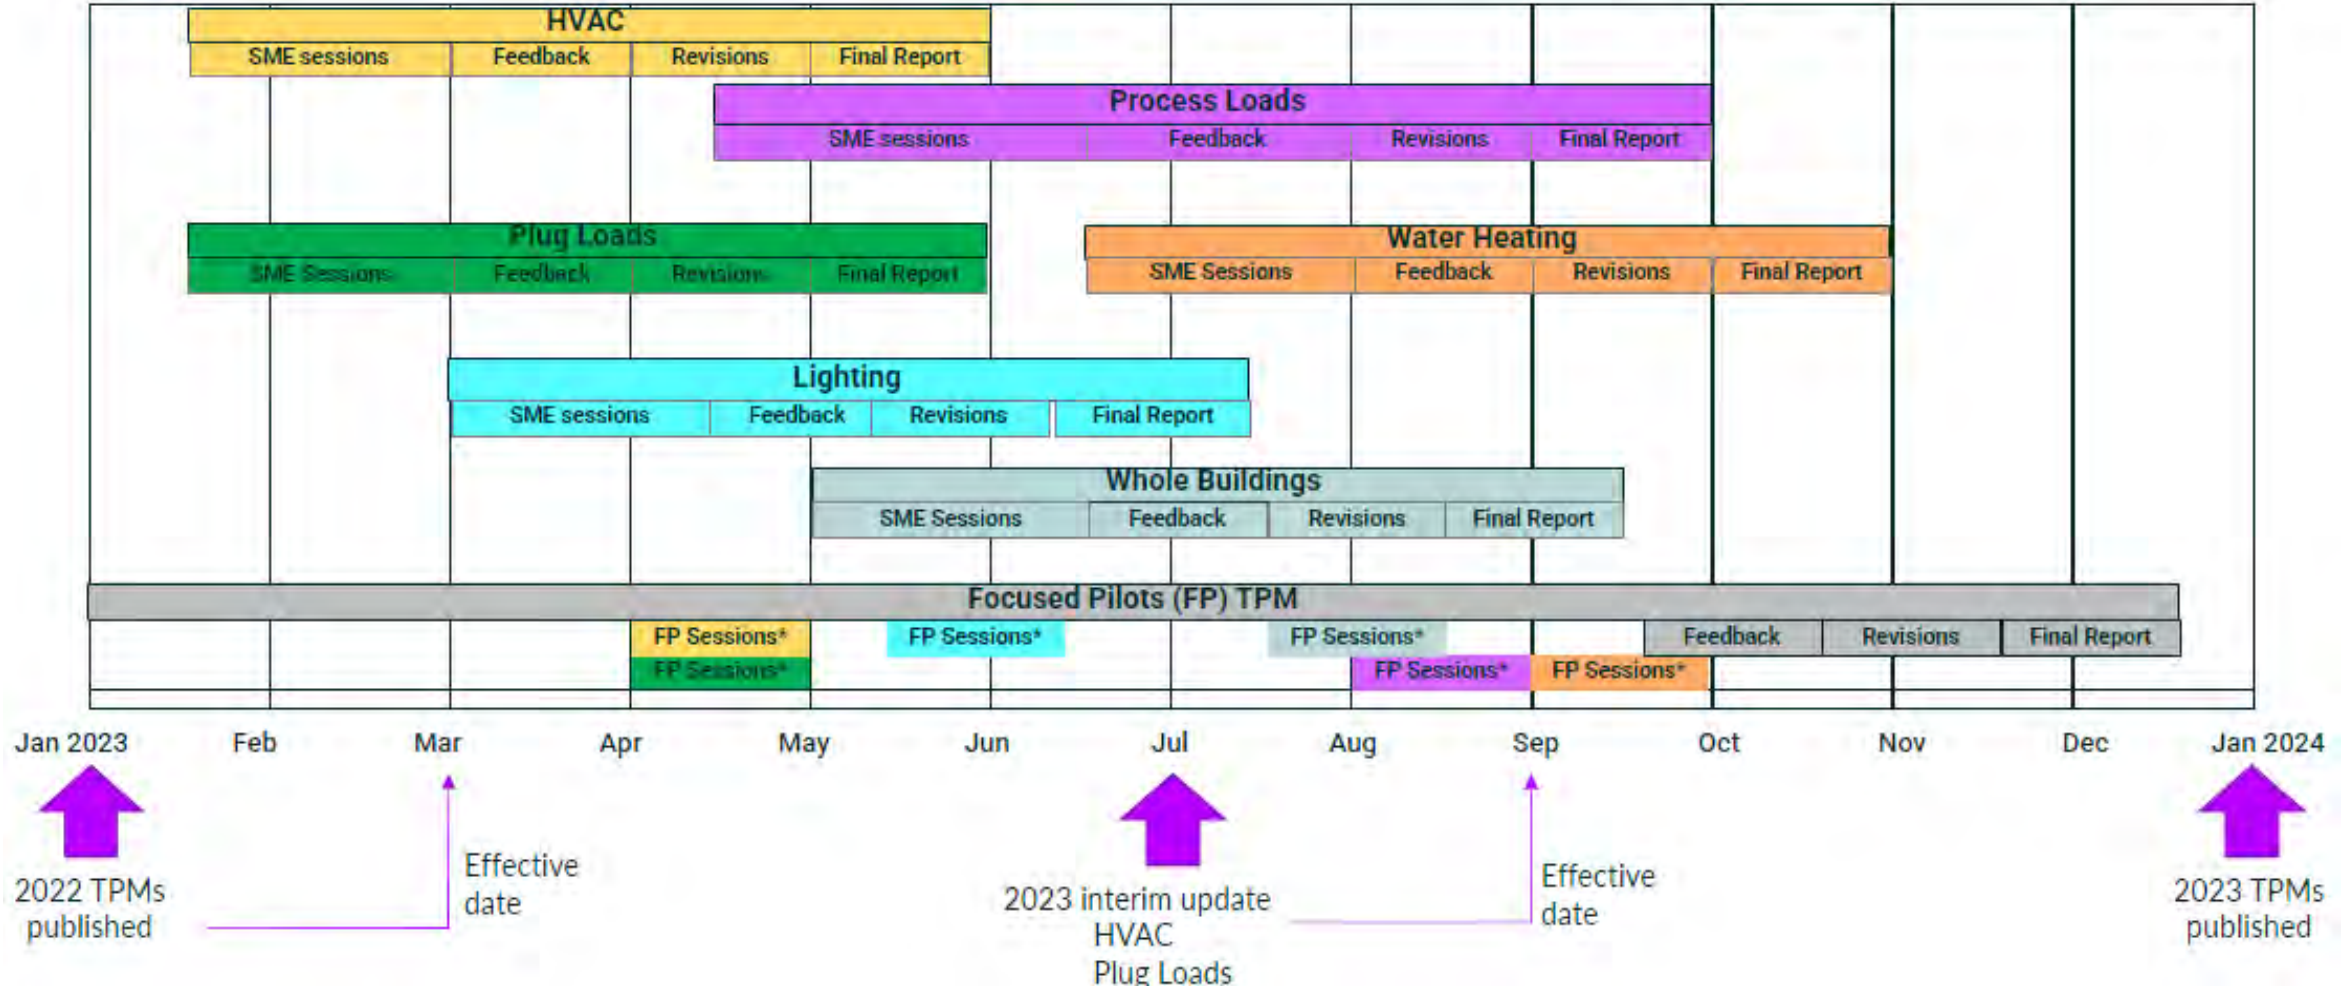 HVAC
SME sessions Feedback Revisions Final Report
Process Loads
SME sessions Feedback Revisions Final Report
Plug Loads
SME Sessions Feedback Revisions Final Report
Water Heating
SME Sessions Feedback Revisions Final Report
Lighting
SME sessions Feedback Revisions Final Report
Whole Buildings
SME Sessions Feedback Revisions Final Report
Focused Pilots (FP) TPM
FP Sessions* FP Sessions* FP Sessions* Feedback Revisions Final Report
FP Sessions* FP Sessions* FP Sessions*
Jan 2023 Feb Mar Apr May Jun Jul Aug Sep Oct Nov Dec Jan 2024
2022 TPMs
published
Effective
date
2023 interim update
HVAC
Plug Loads
Effective
date
2023 TPMs
published